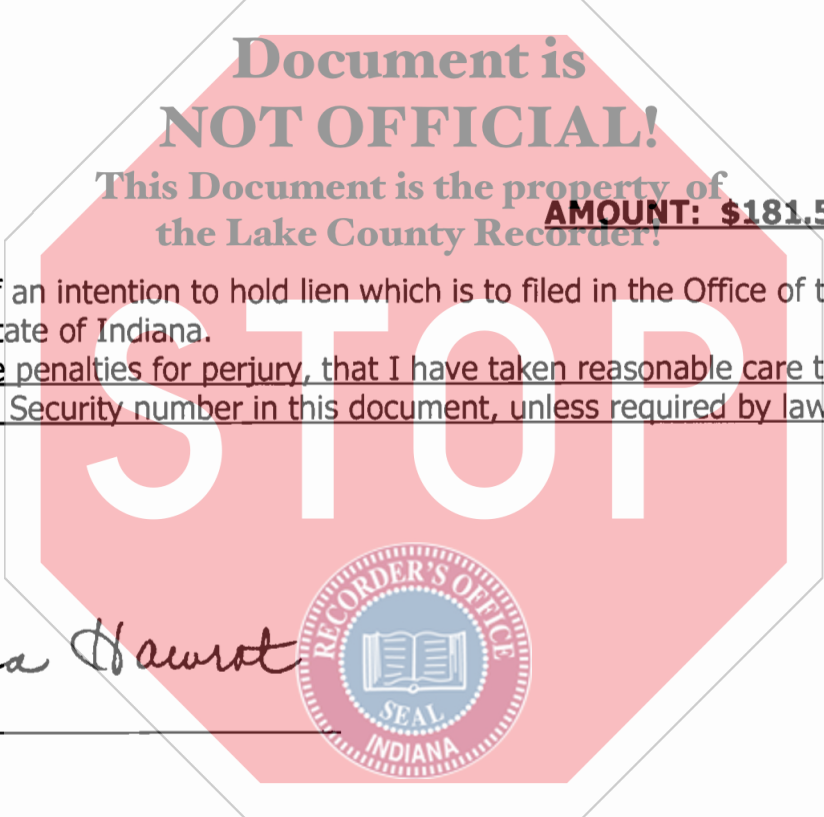 Document is
NOT OFFICIAL!
This Document is the property of
the Lake County Recorder!
AMOUNT: $181.5
an intention to hold lien which is to filed in the Office of t
ate of Indiana.
e penalties for perjury, that I have taken reasonable care t
Security number in this document, unless required by law
STOP
a Hawrot
RECORDER'S OFFICE
SEAL
INDIANA